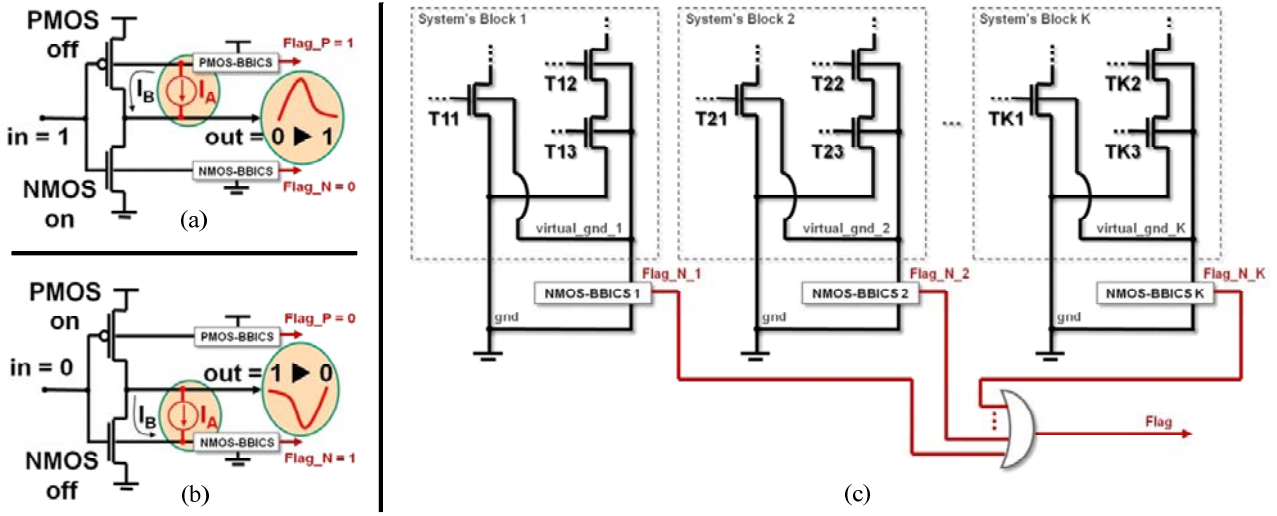 PMOS
off
Flag_P = 1
PMOS-BBICS
I_B
I_A
in = 1
out = 0 ▶ 1
NMOS-BBICS
Flag_N = 0
NMOS
on
(a)
PMOS
on
Flag_P = 0
PMOS-BBICS
in = 0
out = 1 ▶ 0
I_B
I_A
NMOS-BBICS
Flag_N = 1
NMOS
off
(b)
System's Block 1
T11
T12
T13
virtual_gnd_1
Flag_N_1
NMOS-BBICS 1
gnd
System's Block 2
T21
T22
T23
virtual_gnd_2
Flag_N_2
NMOS-BBICS 2
gnd
...
System's Block K
TK1
TK2
TK3
virtual_gnd_K
Flag_N_K
NMOS-BBICS K
gnd
Flag
(c)